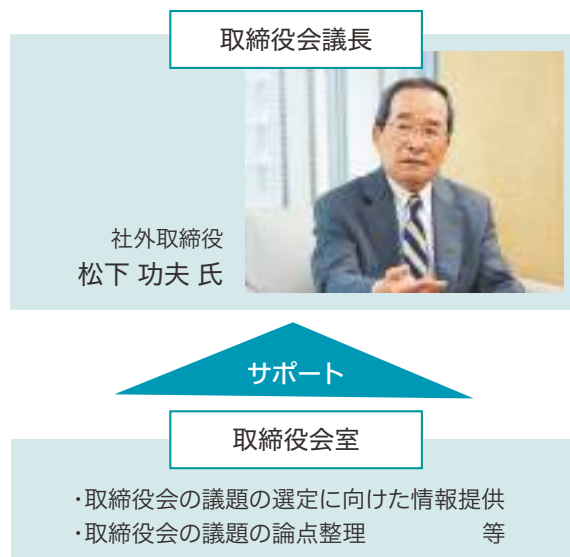 取締役会議長
社外取締役
松下 功夫 氏
サポート
取締役会室
・取締役会の議題の選定に向けた情報提供
・取締役会の議題の論点整理　　　　　等